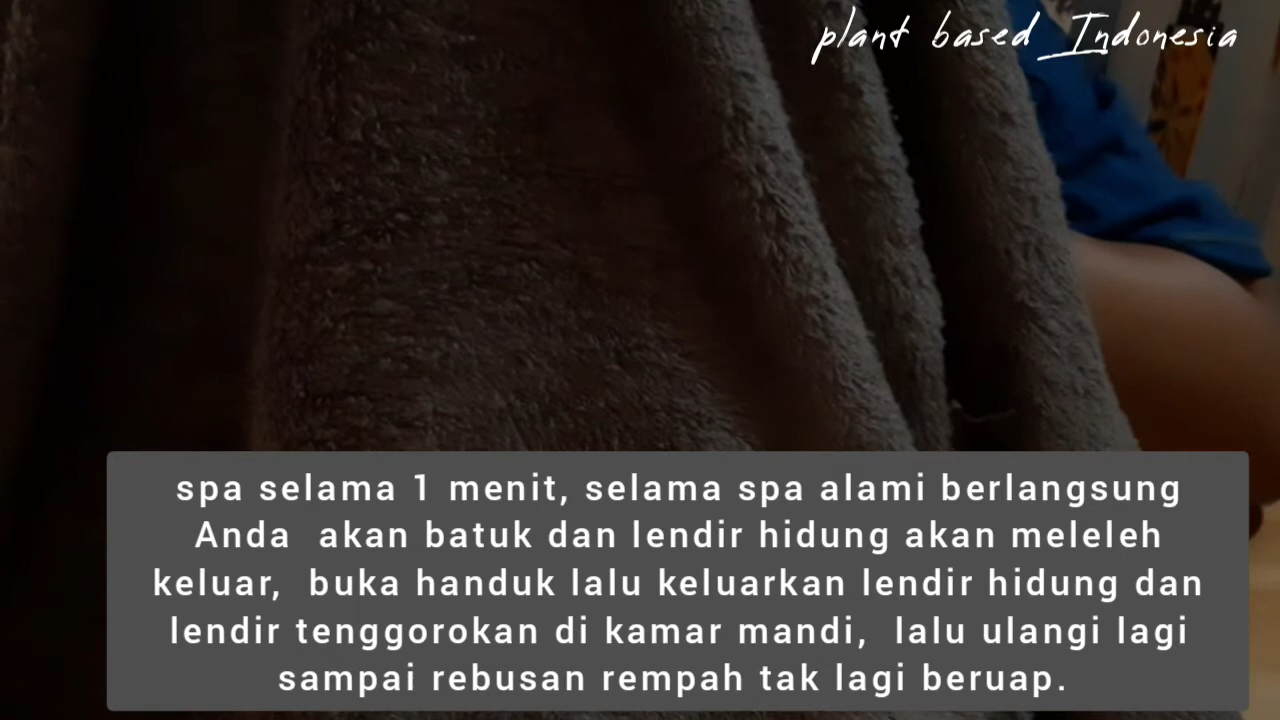 plant based Indonesia
spa selama 1 menit, selama spa alami berlangsung
Anda akan batuk dan lendir hidung akan meleleh
keluar, buka handuk lalu keluarkan lendir hidung dan
lendir tenggorokan di kamar mandi, lalu ulangi lagi
sampai rebusan rempah tak lagi beruap.